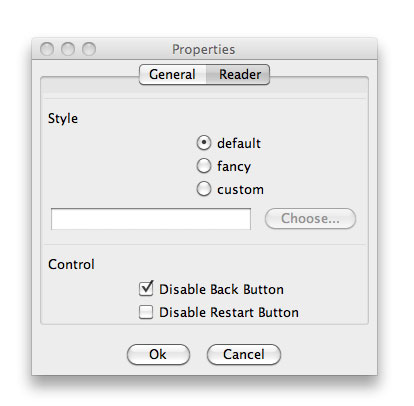 Properties
General Reader
Style
default
fancy
custom
Choose...
Control
Disable Back Button
Disable Restart Button
Ok Cancel